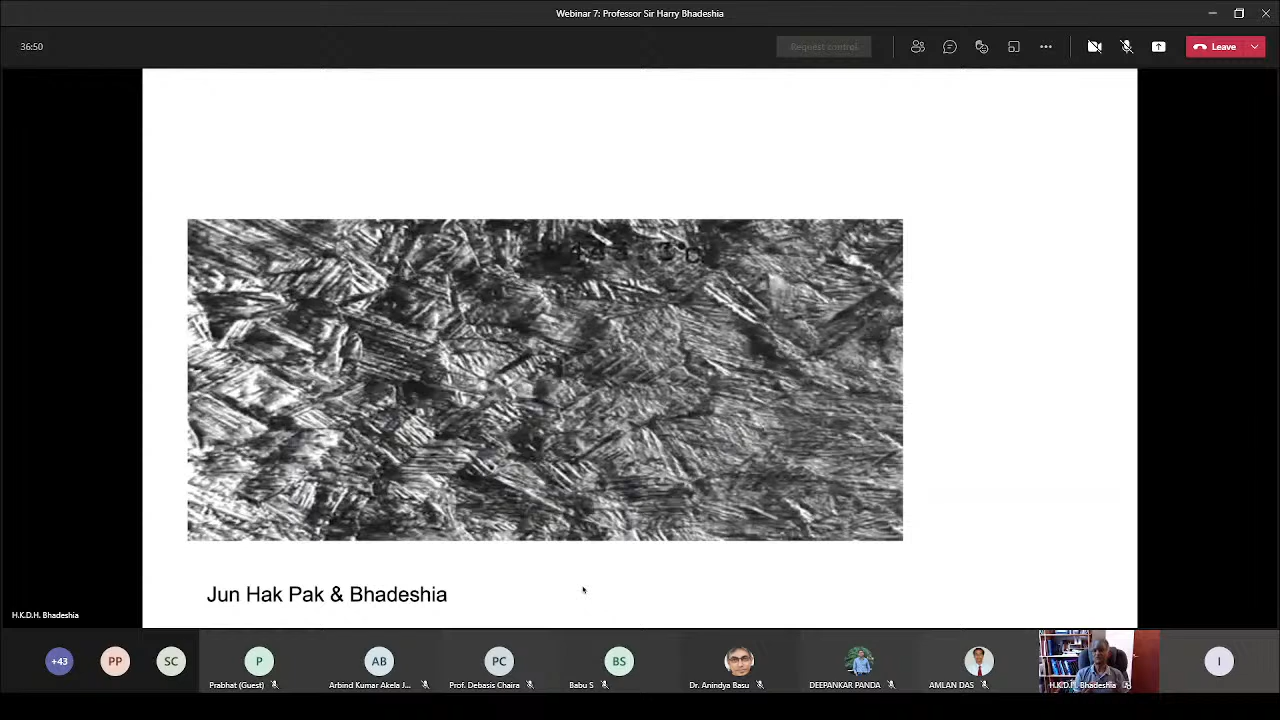 Webinar 7: Professor Sir Harry Bhadeshia
36:50
Request control
Leave
Jun Hak Pak & Bhadeshia
H.K.D.H. Bhadeshia
+43
PP
SC
P
AB
PC
BS
I
Prabhat (Guest)
Arbind Kumar Akela J...
Prof. Debasis Chaira
Babu S
Dr. Anindya Basu
DEEPANKAR PANDA
AMLAN DAS
H.K.D.H. Bhadeshia